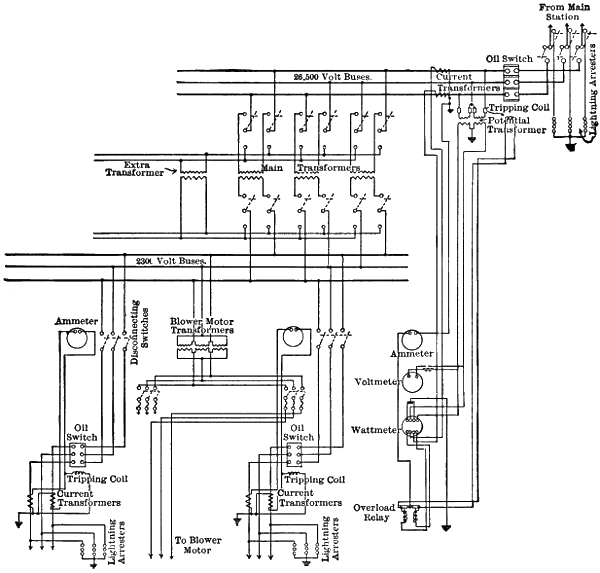 From Main
Station
Oil Switch
26,500 Volt Buses.
Current
Transformers
Lightning Arresters
Tripping Coil
Potential
Transformer
Extra
Transformer
Main Transformers
2300 Volt Buses.
Ammeter
Disconnecting
Switches
Blower Motor
Transformers
Ammeter
Voltmeter
Wattmeter
Oil
Switch
Oil
Switch
Tripping Coil
Tripping Coil
Current
Transformers
Current
Transformers
Overload
Relay
Lightning
Arresters
To Blower
Motor
Lightning
Arresters